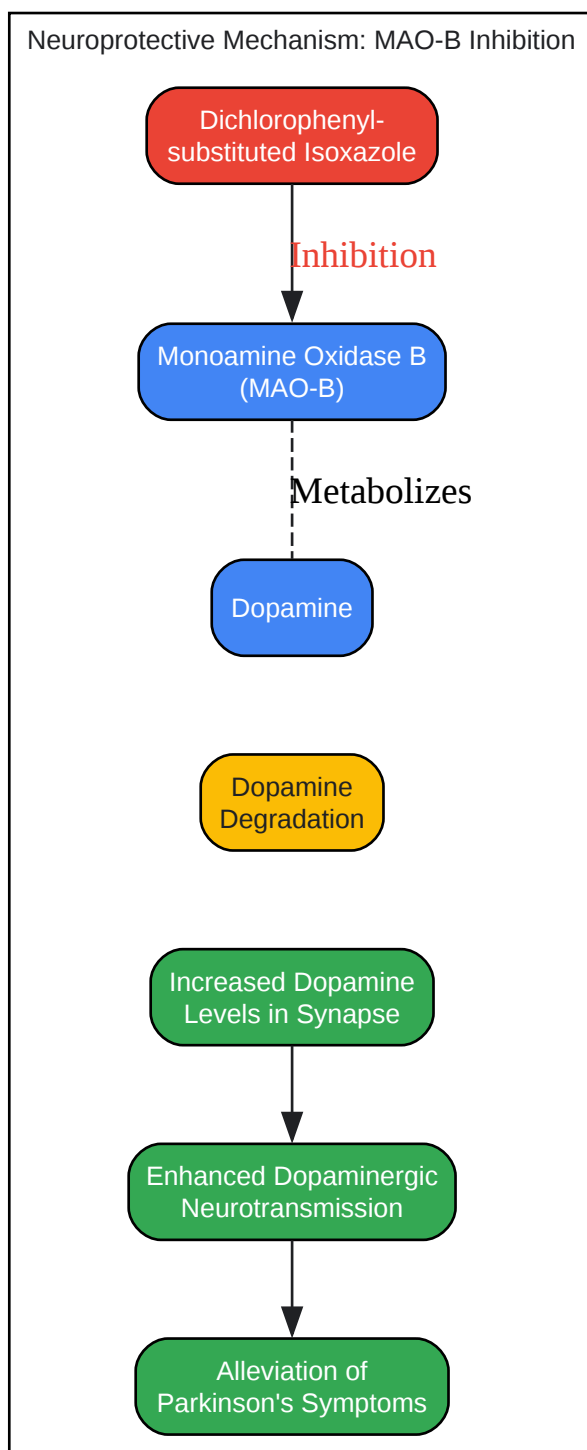 Neuroprotective Mechanism: MAO-B Inhibition
Dichlorophenyl-
substituted Isoxazole
Inhibition
Monoamine Oxidase B
(MAO-B)
Metabolizes
Dopamine
Dopamine
Degradation
Increased Dopamine
Levels in Synapse
Enhanced Dopaminergic
Neurotransmission
Alleviation of
Parkinson's Symptoms